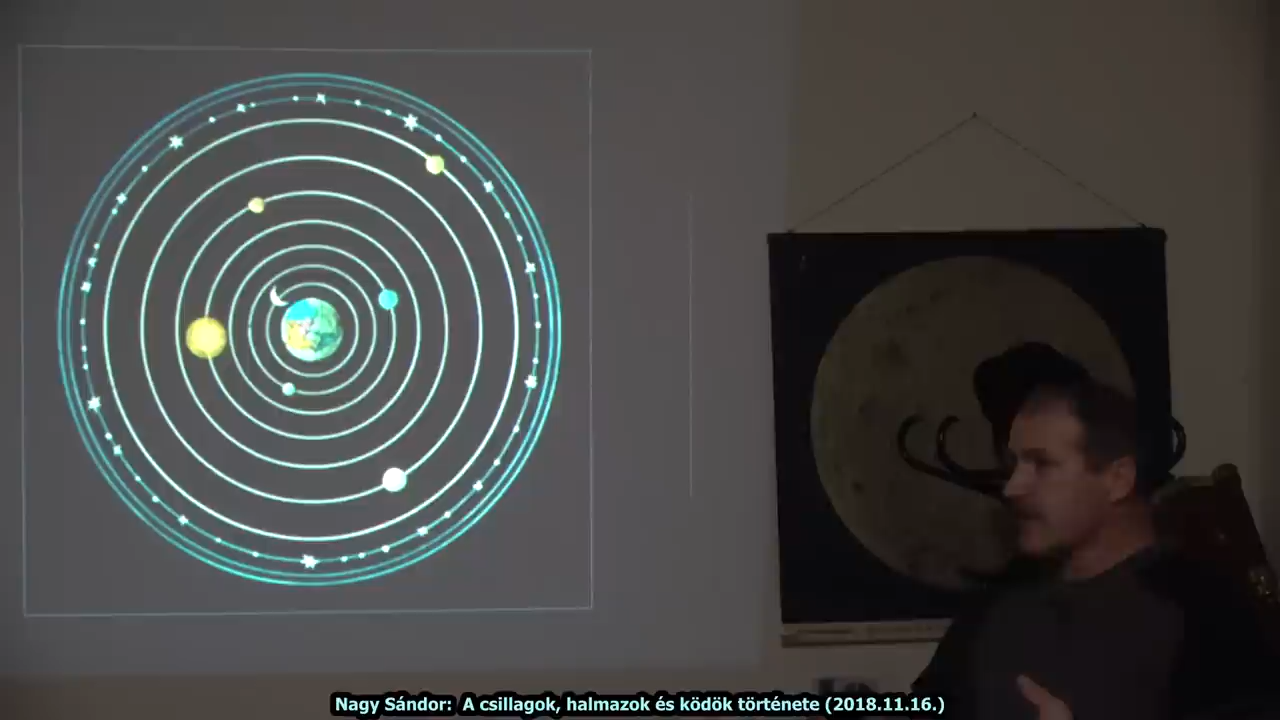 Nagy Sándor: A csillagok, halmazok és ködök története (2018.11.16.)